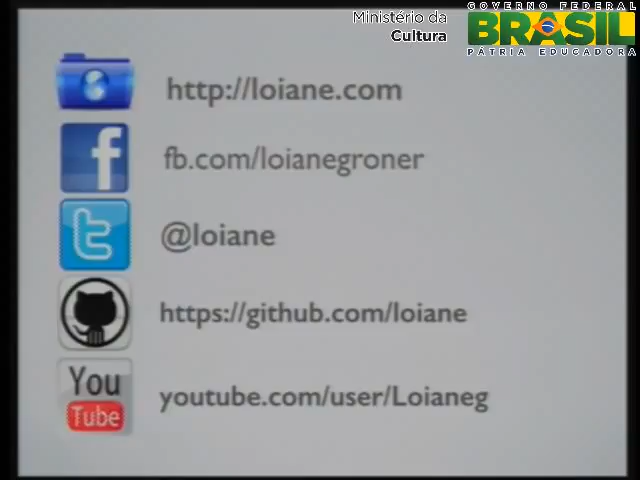 Ministério da
Cultura
GOVERNO FEDERAL
BRASIL
PÁTRIA EDUCADORA
http://loiane.com
f
fb.com/loianegroner
t
@loiane
https://github.com/loiane
You
Tube
youtube.com/user/Loianeg